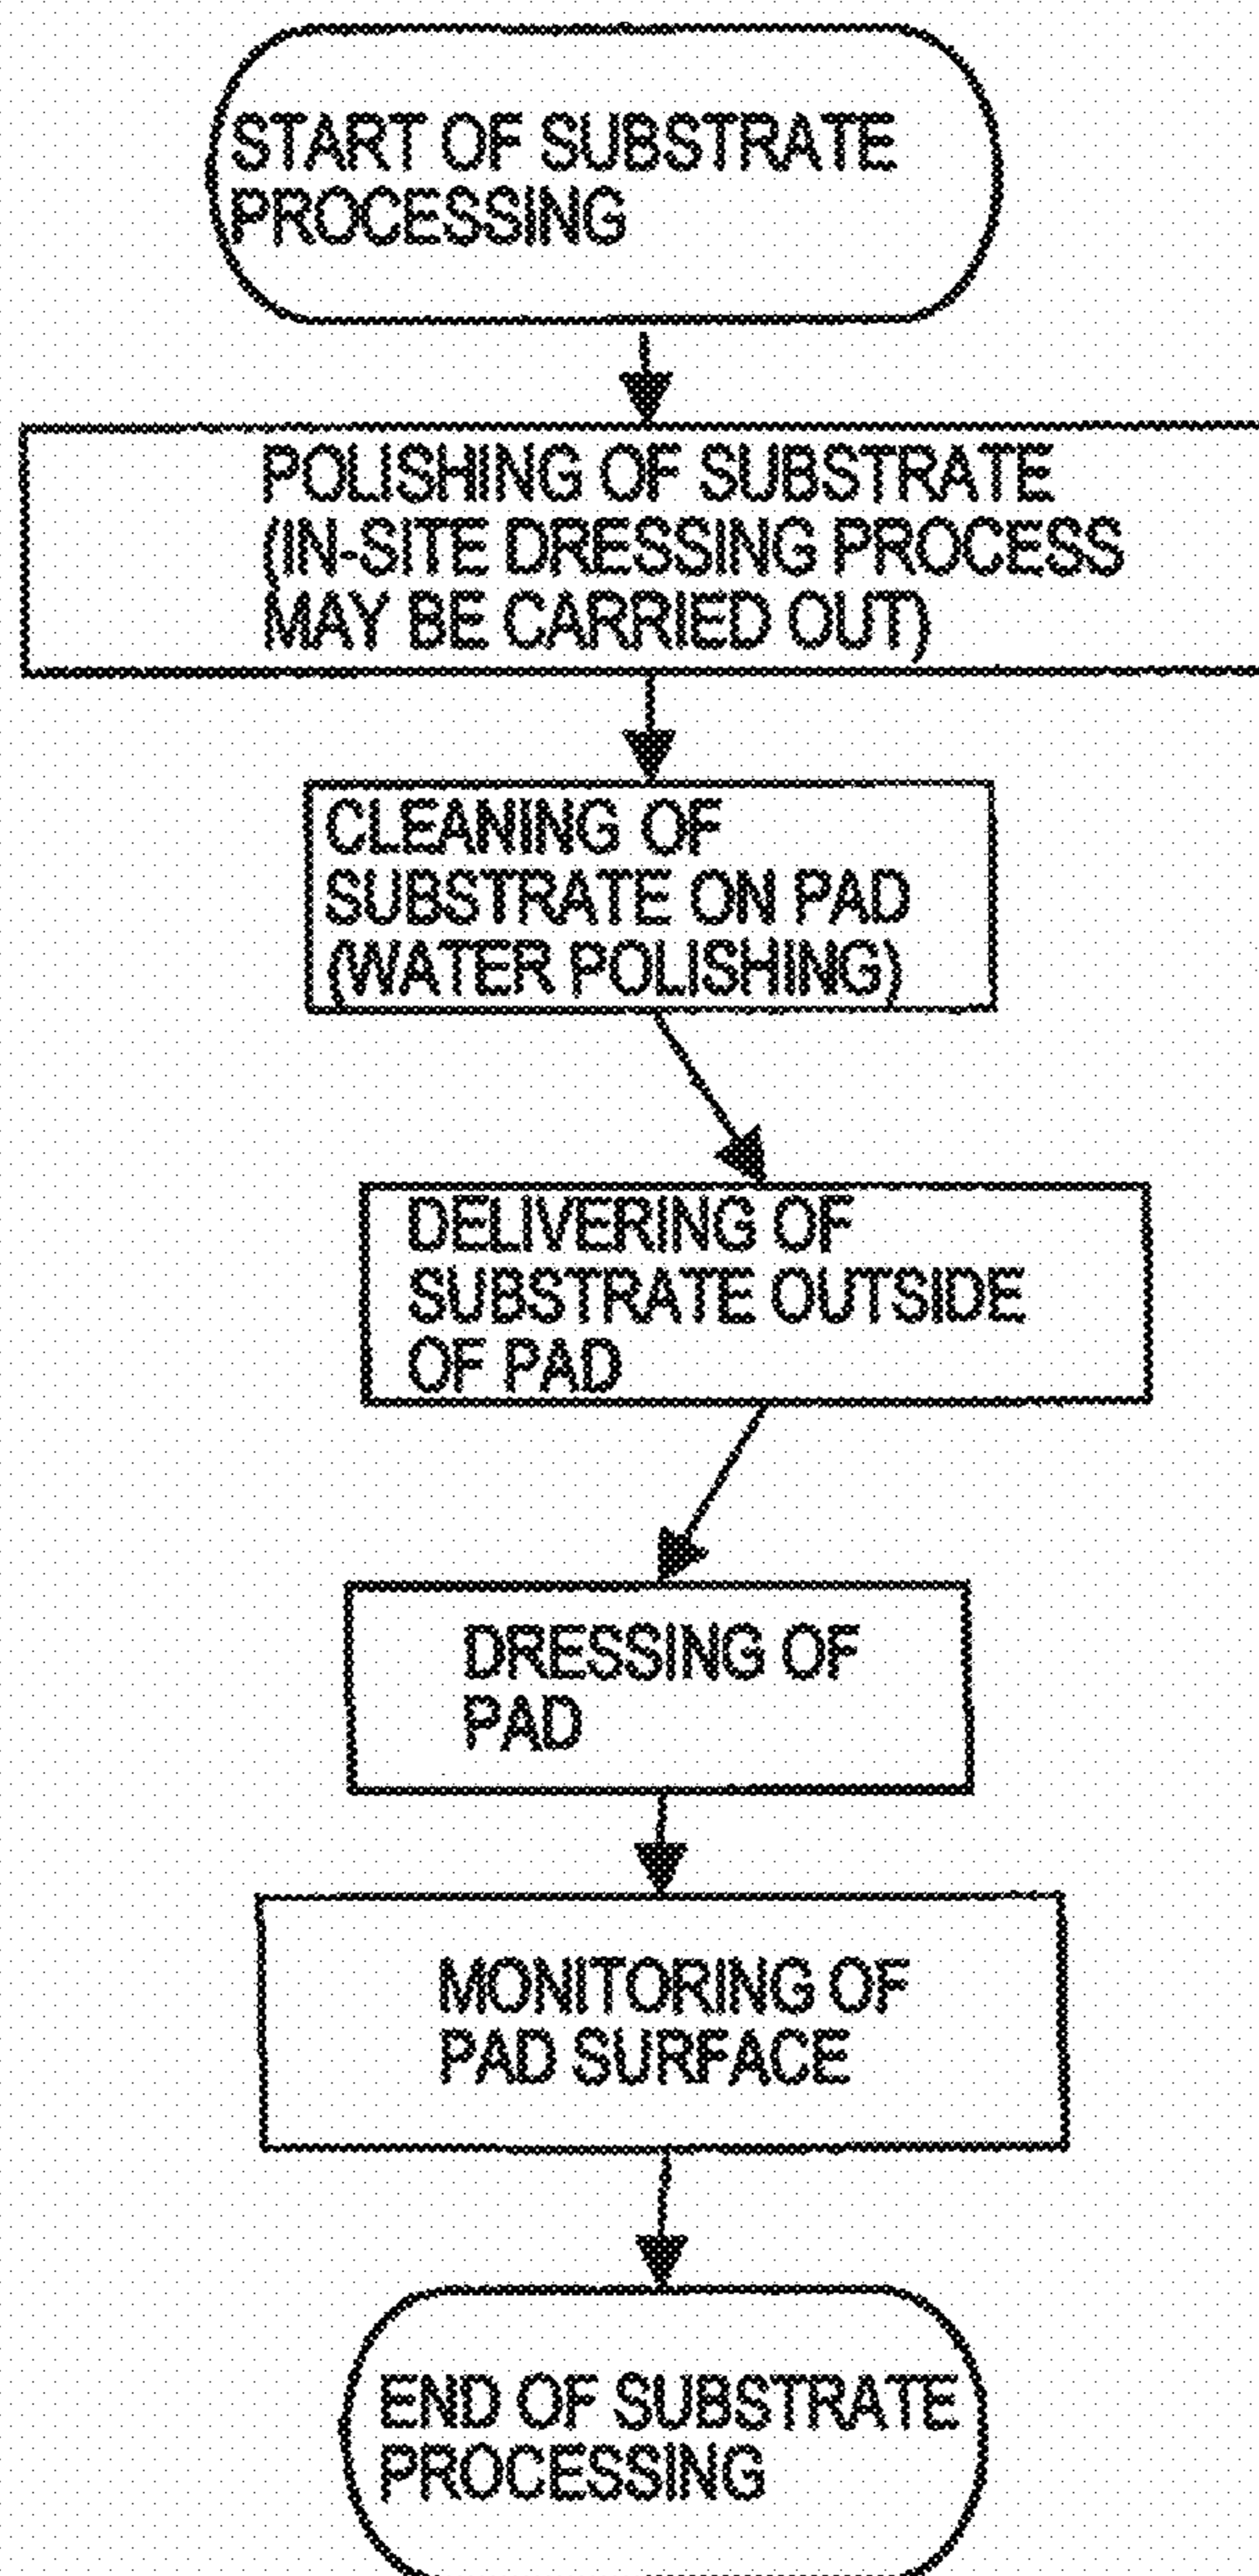 START OF SUBSTRATE
PROCESSING
POLISHING OF SUBSTRATE
(IN-SITE DRESSING PROCESS
MAY BE CARRIED OUT)
CLEANING OF
SUBSTRATE ON PAD
(WATER POLISHING)
DELIVERING OF
SUBSTRATE OUTSIDE
OF PAD
DRESSING OF
PAD
MONITORING OF
PAD SURFACE
END OF SUBSTRATE
PROCESSING